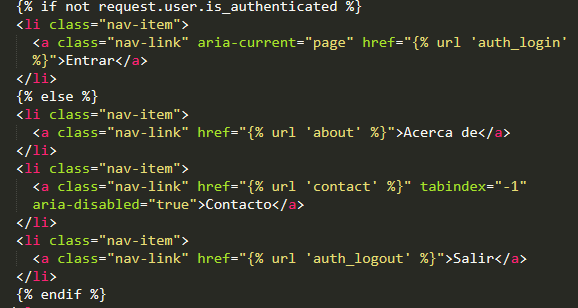 {% if not request.user.is_authenticated %}
<li class="nav-item">
<a class="nav-link" aria-current="page" href="{% url 'auth_login'
%}">Entrar</a>
</li>
{% else %}
<li class="nav-item">
<a class="nav-link" href="{% url 'about' %}">Acerca de</a>
</li>
<li class="nav-item">
<a class="nav-link" href="{% url 'contact' %}" tabindex="-1"
aria-disabled="true">Contacto</a>
</li>
<li class="nav-item">
<a class="nav-link" href="{% url 'auth_logout' %}">Salir</a>
</li>
{% endif %}